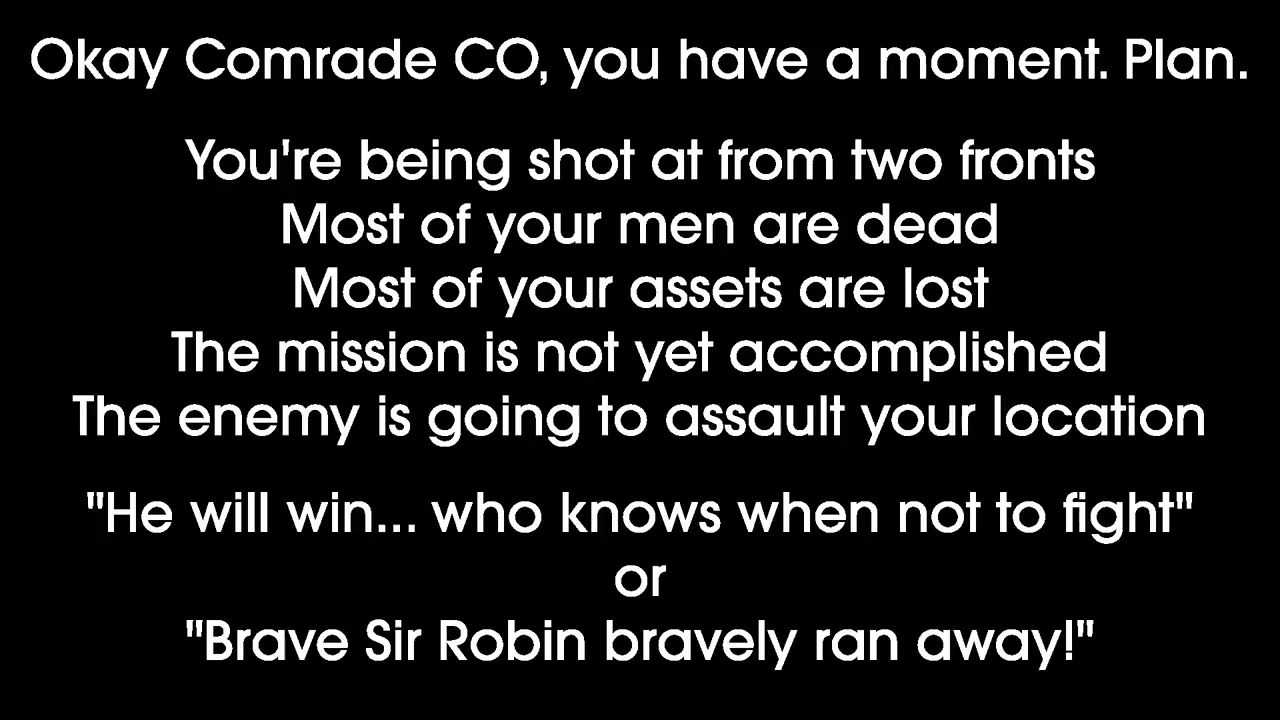 Okay Comrade CO, you have a moment. Plan.
You're being shot at from two fronts
Most of your men are dead
Most of your assets are lost
The mission is not yet accomplished
The enemy is going to assault your location
"He will win... who knows when not to fight"
or
"Brave Sir Robin bravely ran away!"